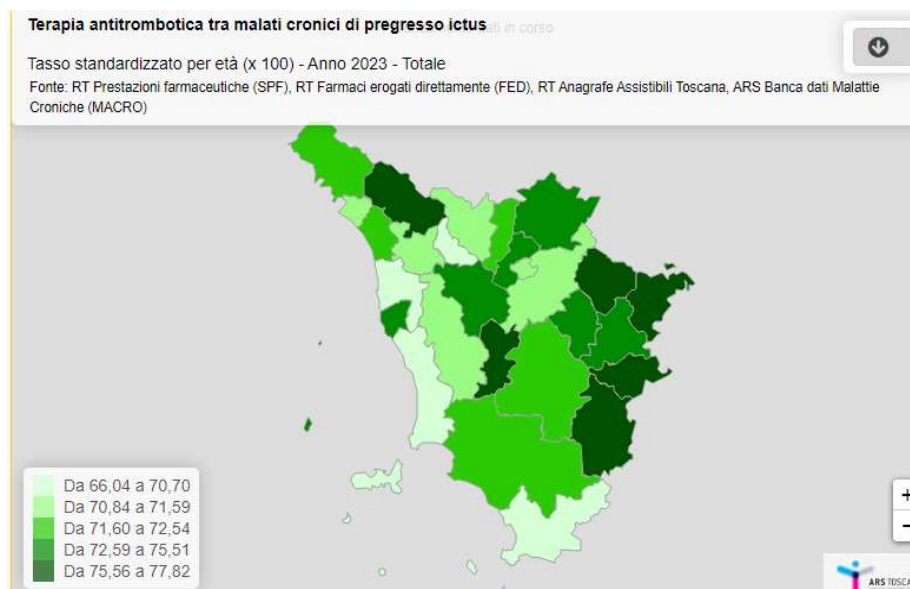 Terapia antitrombotica tra malati cronici di pregresso ictus
dati in corso
Tasso standardizzato per età (x 100) - Anno 2023 - Totale
Fonte: RT Prestazioni farmaceutiche (SPF), RT Farmaci erogati direttamente (FED), RT Anagrafe Assistibili Toscana, ARS Banca dati Malattie
Croniche (MACRO)
Da 66,04 a 70,70
Da 70,84 a 71,59
Da 71,60 a 72,54
Da 72,59 a 75,51
Da 75,56 a 77,82
+
−
ARS TOSCA